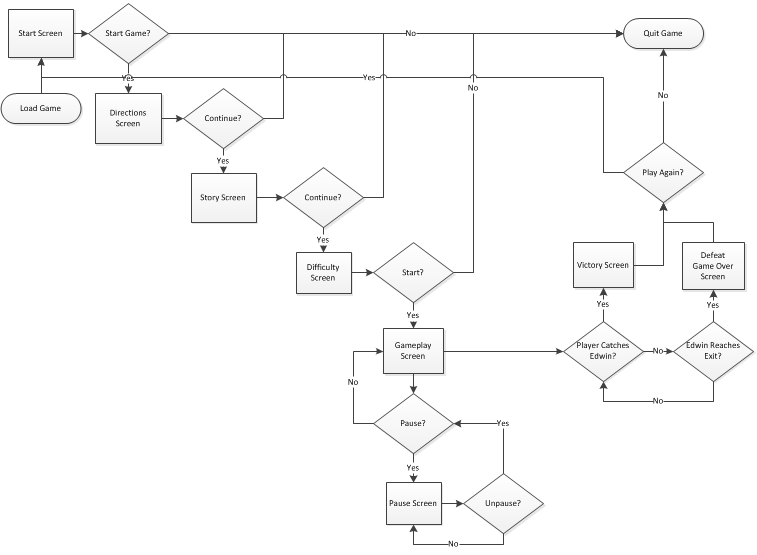 Start Screen
Start Game?
No
Quit Game
Yes
Yes
No
Load Game
Directions
Screen
Continue?
No
Yes
Play Again?
Story Screen
Continue?
Yes
Difficulty
Screen
Start?
Victory Screen
Defeat
Game Over
Screen
Yes
Yes
Yes
Gameplay
Screen
Player Catches
Edwin?
No
Edwin Reaches
Exit?
No
No
Pause?
Yes
Yes
Pause Screen
Unpause?
No